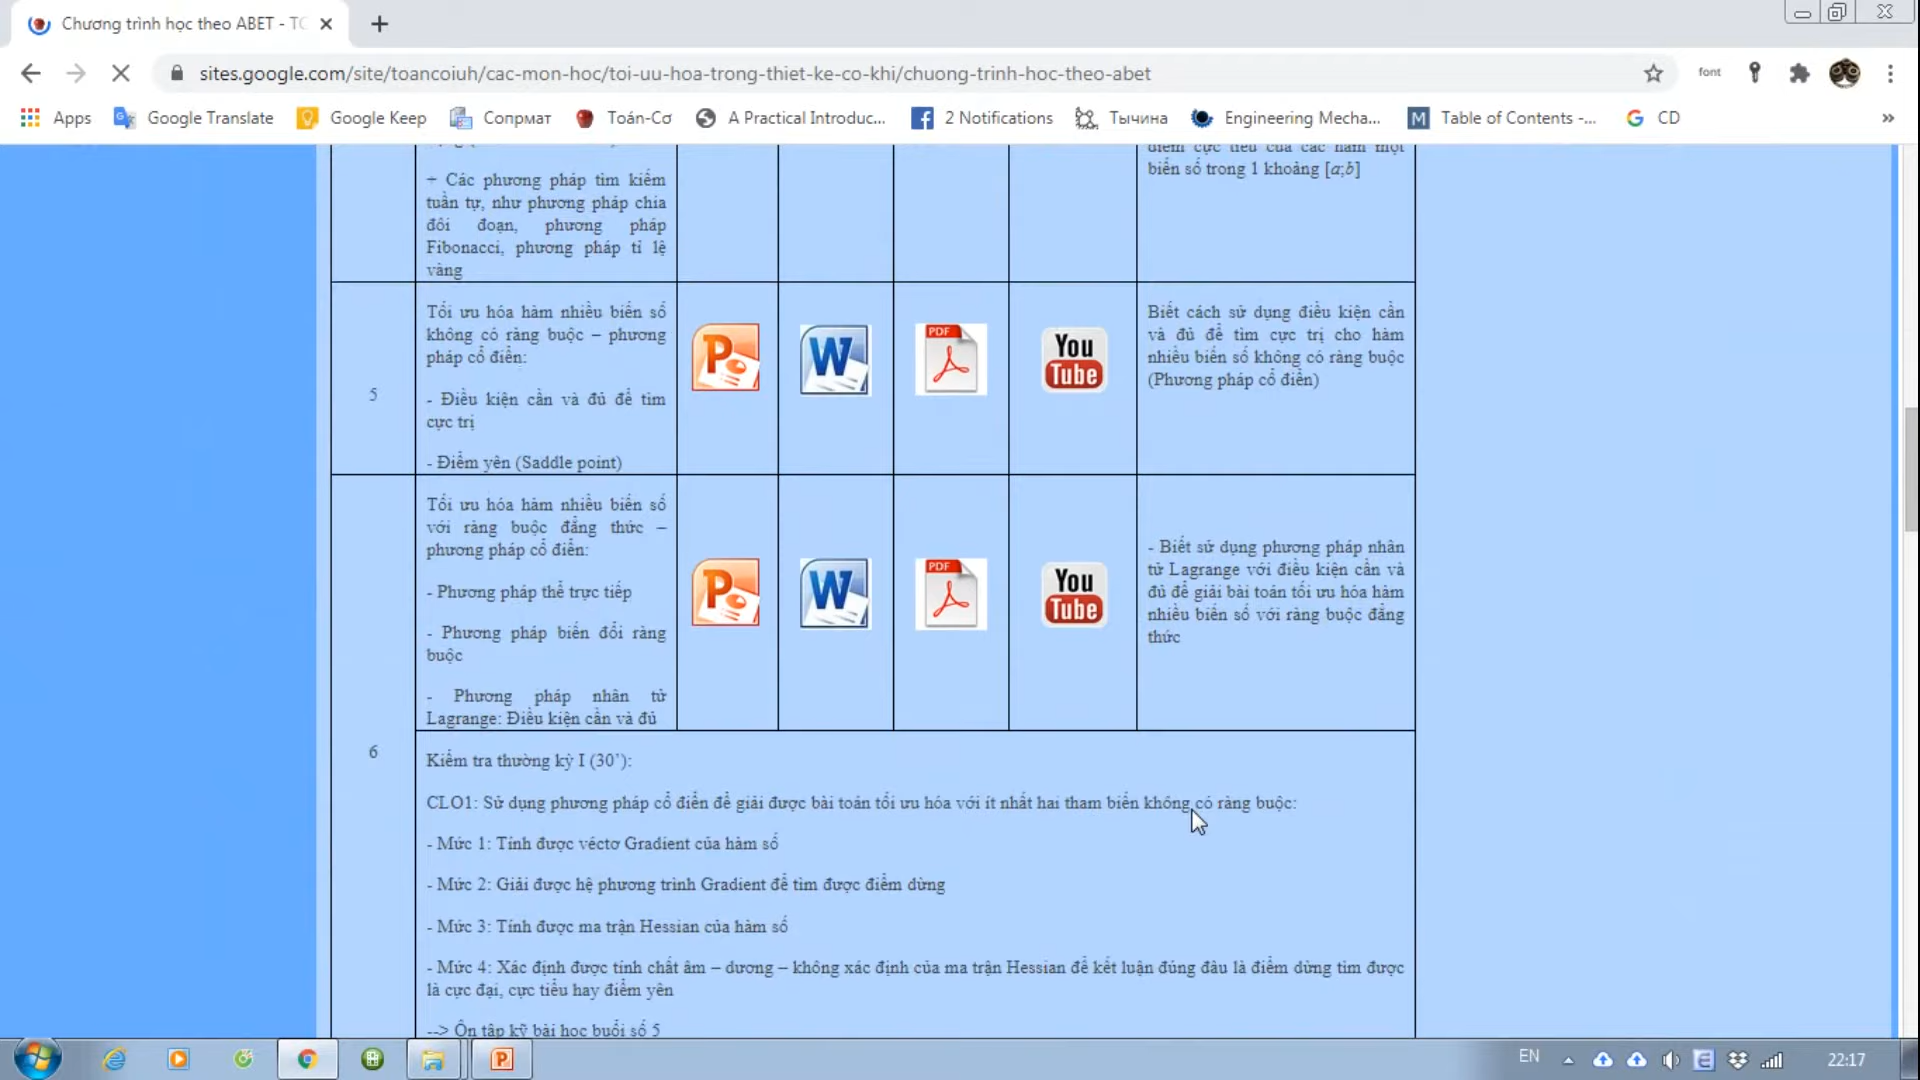 Chương trình học theo ABET - TO
sites.google.com/site/toancoiuh/cac-mon-hoc/toi-uu-hoa-trong-thiet-ke-co-khi/chuong-trinh-hoc-theo-abet
font
Apps
Google Translate
Google Keep
Сопрмат
Toán-Cơ
A Practical Introduc...
2 Notifications
Тычина
Engineering Mecha...
Table of Contents -...
CD
»
+ Các phương pháp tìm kiếm
tuần tự, như phương pháp chia
đôi đoạn, phương pháp
Fibonacci, phương pháp tỉ lệ
vàng
điểm cực tiểu của các hàm một
biến số trong 1 khoảng [a;b]
5
Tối ưu hóa hàm nhiều biến số
không có ràng buộc – phương
pháp cổ điển:
- Điều kiện cần và đủ để tìm
cực trị
- Điểm yên (Saddle point)
P
W
PDF
You
Tube
Biết cách sử dụng điều kiện cần
và đủ để tìm cực trị cho hàm
nhiều biến số không có ràng buộc
(Phương pháp cổ điển)
6
Tối ưu hóa hàm nhiều biến số
với ràng buộc đẳng thức –
phương pháp cổ điển:
- Phương pháp thế trực tiếp
- Phương pháp biến đổi ràng
buộc
- Phương pháp nhân tử
Lagrange: Điều kiện cần và đủ
P
W
PDF
You
Tube
- Biết sử dụng phương pháp nhân
tử Lagrange với điều kiện cần và
đủ để giải bài toán tối ưu hóa hàm
nhiều biến số với ràng buộc đẳng
thức
Kiểm tra thường kỳ I (30’):
CLO1: Sử dụng phương pháp cổ điển để giải được bài toán tối ưu hóa với ít nhất hai tham biến không có ràng buộc:
- Mức 1: Tính được véctơ Gradient của hàm số
- Mức 2: Giải được hệ phương trình Gradient để tìm được điểm dừng
- Mức 3: Tính được ma trận Hessian của hàm số
- Mức 4: Xác định được tính chất âm – dương – không xác định của ma trận Hessian để kết luận đúng đâu là điểm dừng tìm được
là cực đại, cực tiểu hay điểm yên
--> Ôn tập kỹ bài học buổi số 5
EN
22:17